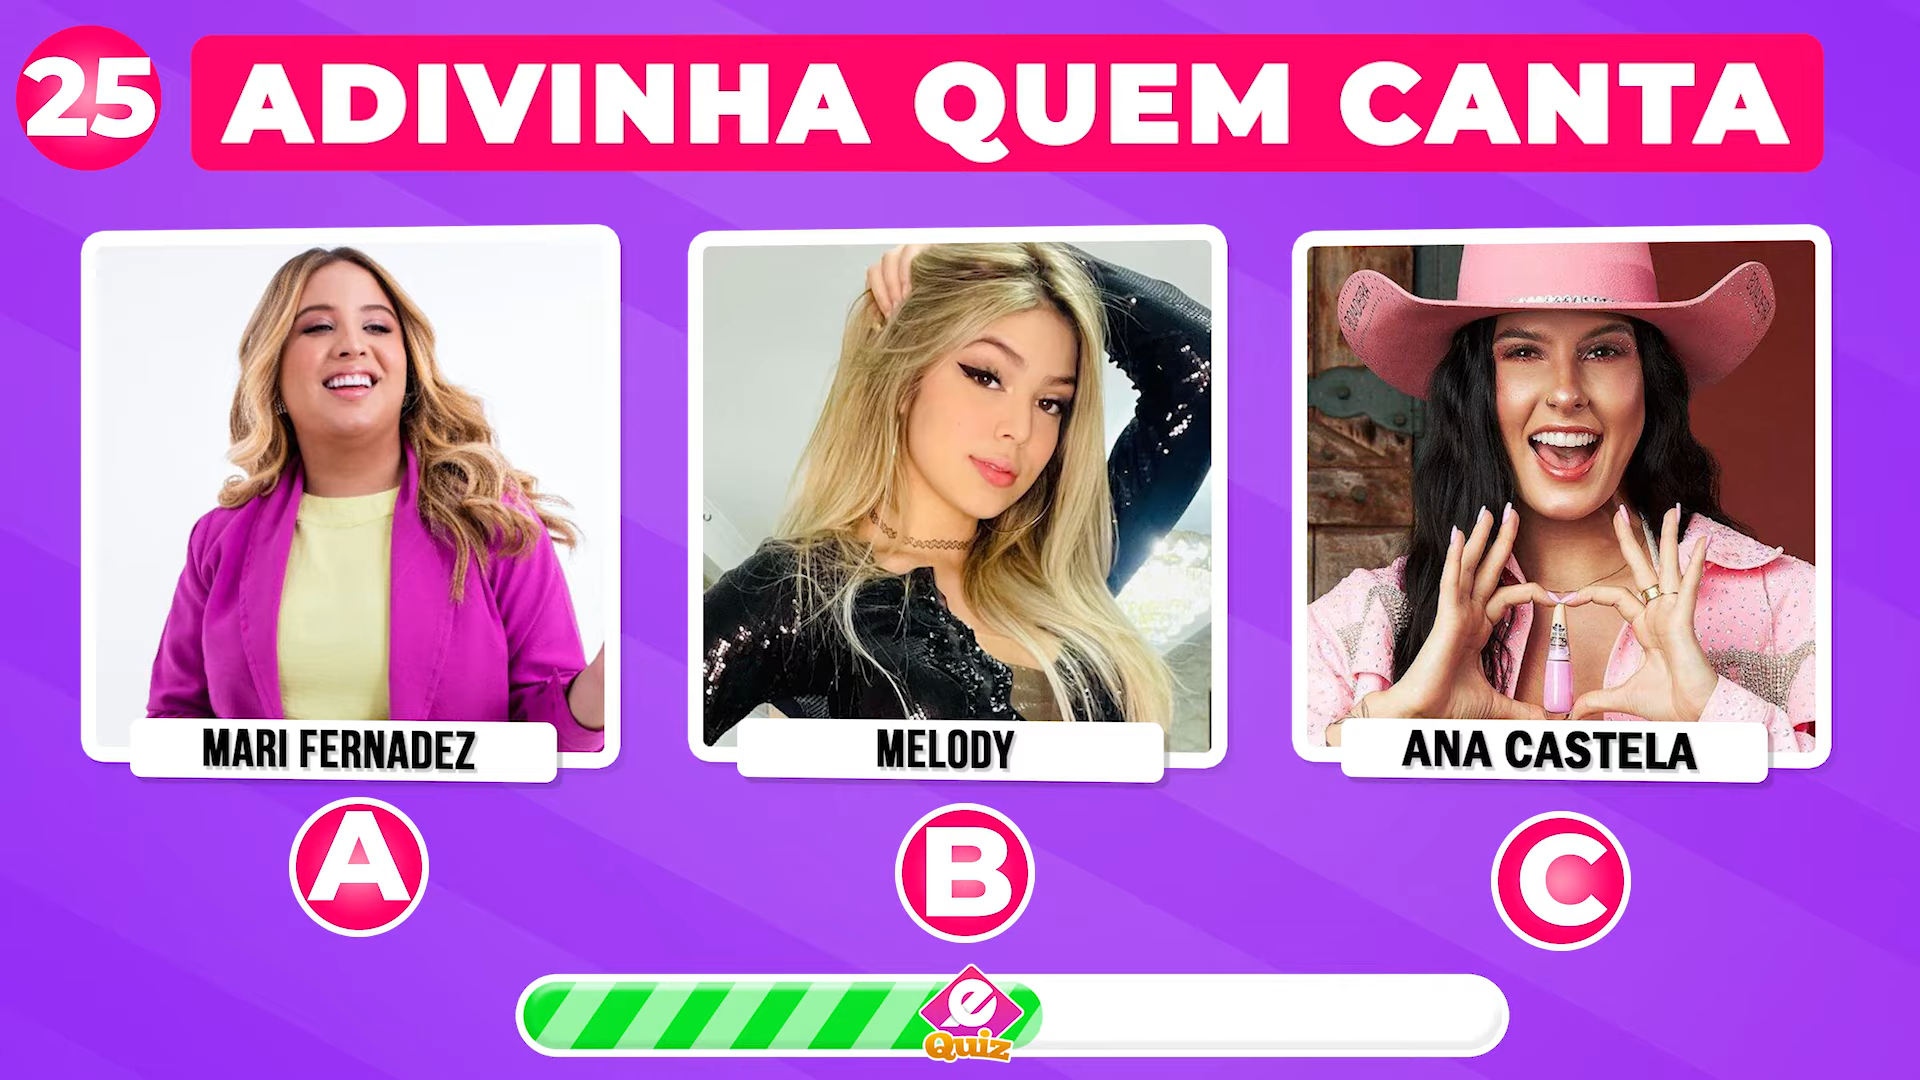 25
ADIVINHA QUEM CANTA
MARI FERNADEZ
MELODY
ANA CASTELA
A
B
C
e
Quiz